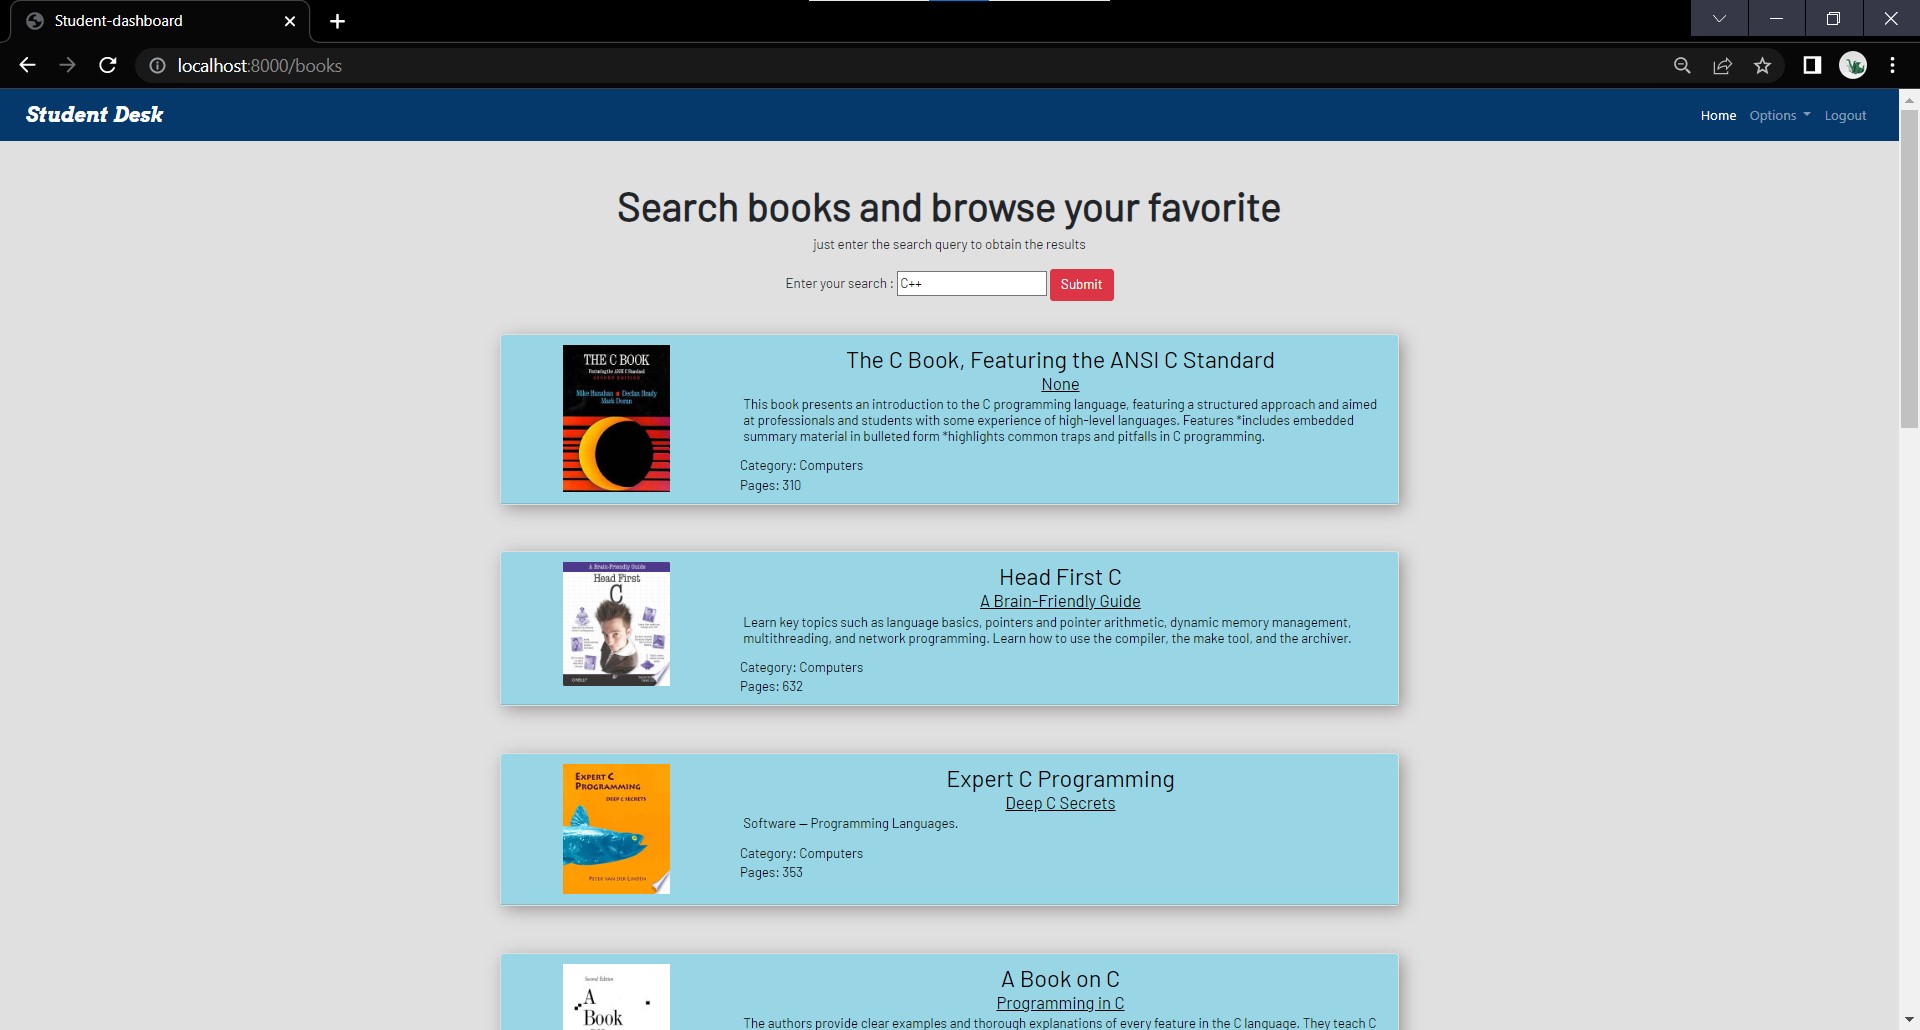 Student-dashboard
localhost:8000/books
Student Desk
Home Options Logout
Search books and browse your favorite
just enter the search query to obtain the results
Enter your search : C++ Submit
THE C BOOK
Featuring the ANSI C Standard
SECOND EDITION
Mike Banahan Declan Brady
Mark Doran
The C Book, Featuring the ANSI C Standard
None
This book presents an introduction to the C programming language, featuring a structured approach and aimed
at professionals and students with some experience of high-level languages. Features *includes embedded
summary material in bulleted form *highlights common traps and pitfalls in C programming.
Category: Computers
Pages: 310
A Brain-Friendly Guide
Head First
C
O'REILLY
Head First C
A Brain-Friendly Guide
Learn key topics such as language basics, pointers and pointer arithmetic, dynamic memory management,
multithreading, and network programming. Learn how to use the compiler, the make tool, and the archiver.
Category: Computers
Pages: 632
EXPERT C
PROGRAMMING
DEEP C SECRETS
PETER VAN DER LINDEN
Expert C Programming
Deep C Secrets
Software -- Programming Languages.
Category: Computers
Pages: 353
Second Edition
A
Book
A Book on C
Programming in C
The authors provide clear examples and thorough explanations of every feature in the C language. They teach C